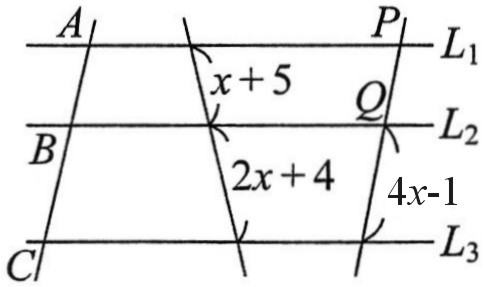 A P L₁
x+5
Q
B L₂
2x+4
4x-1
C L₃